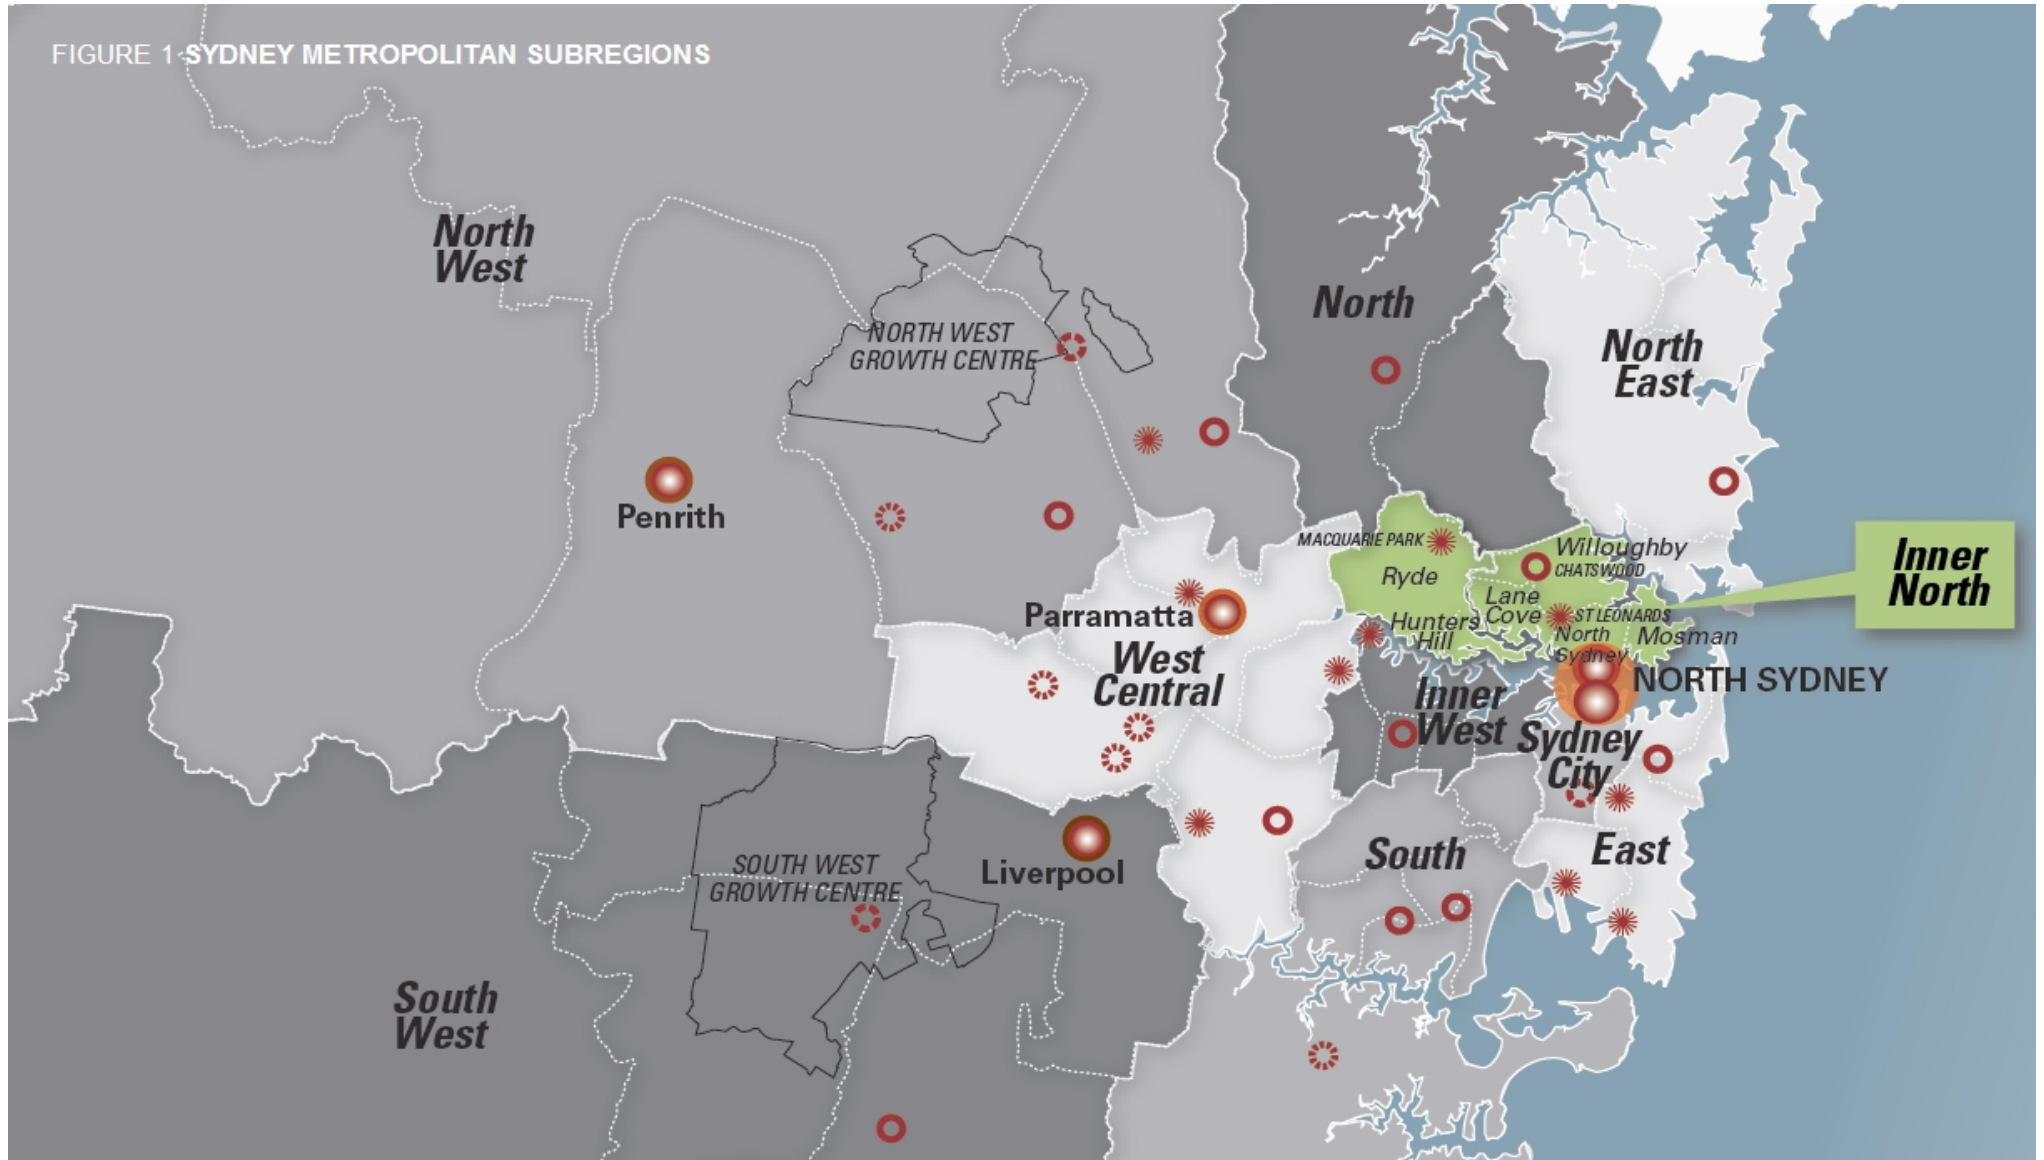 FIGURE 1 SYDNEY METROPOLITAN SUBREGIONS
North
West
NORTH WEST
GROWTH CENTRE
North
North
East
Penrith
MACQUARIE PARK
Ryde
Willoughby
CHATSWOOD
Lane
Cove
ST LEONARDS
Hunters
Hill
North
Sydney
Mosman
Inner
North
Parramatta
West
Central
NORTH SYDNEY
Inner
West
Sydney
City
SOUTH WEST
GROWTH CENTRE
Liverpool
South
East
South
West